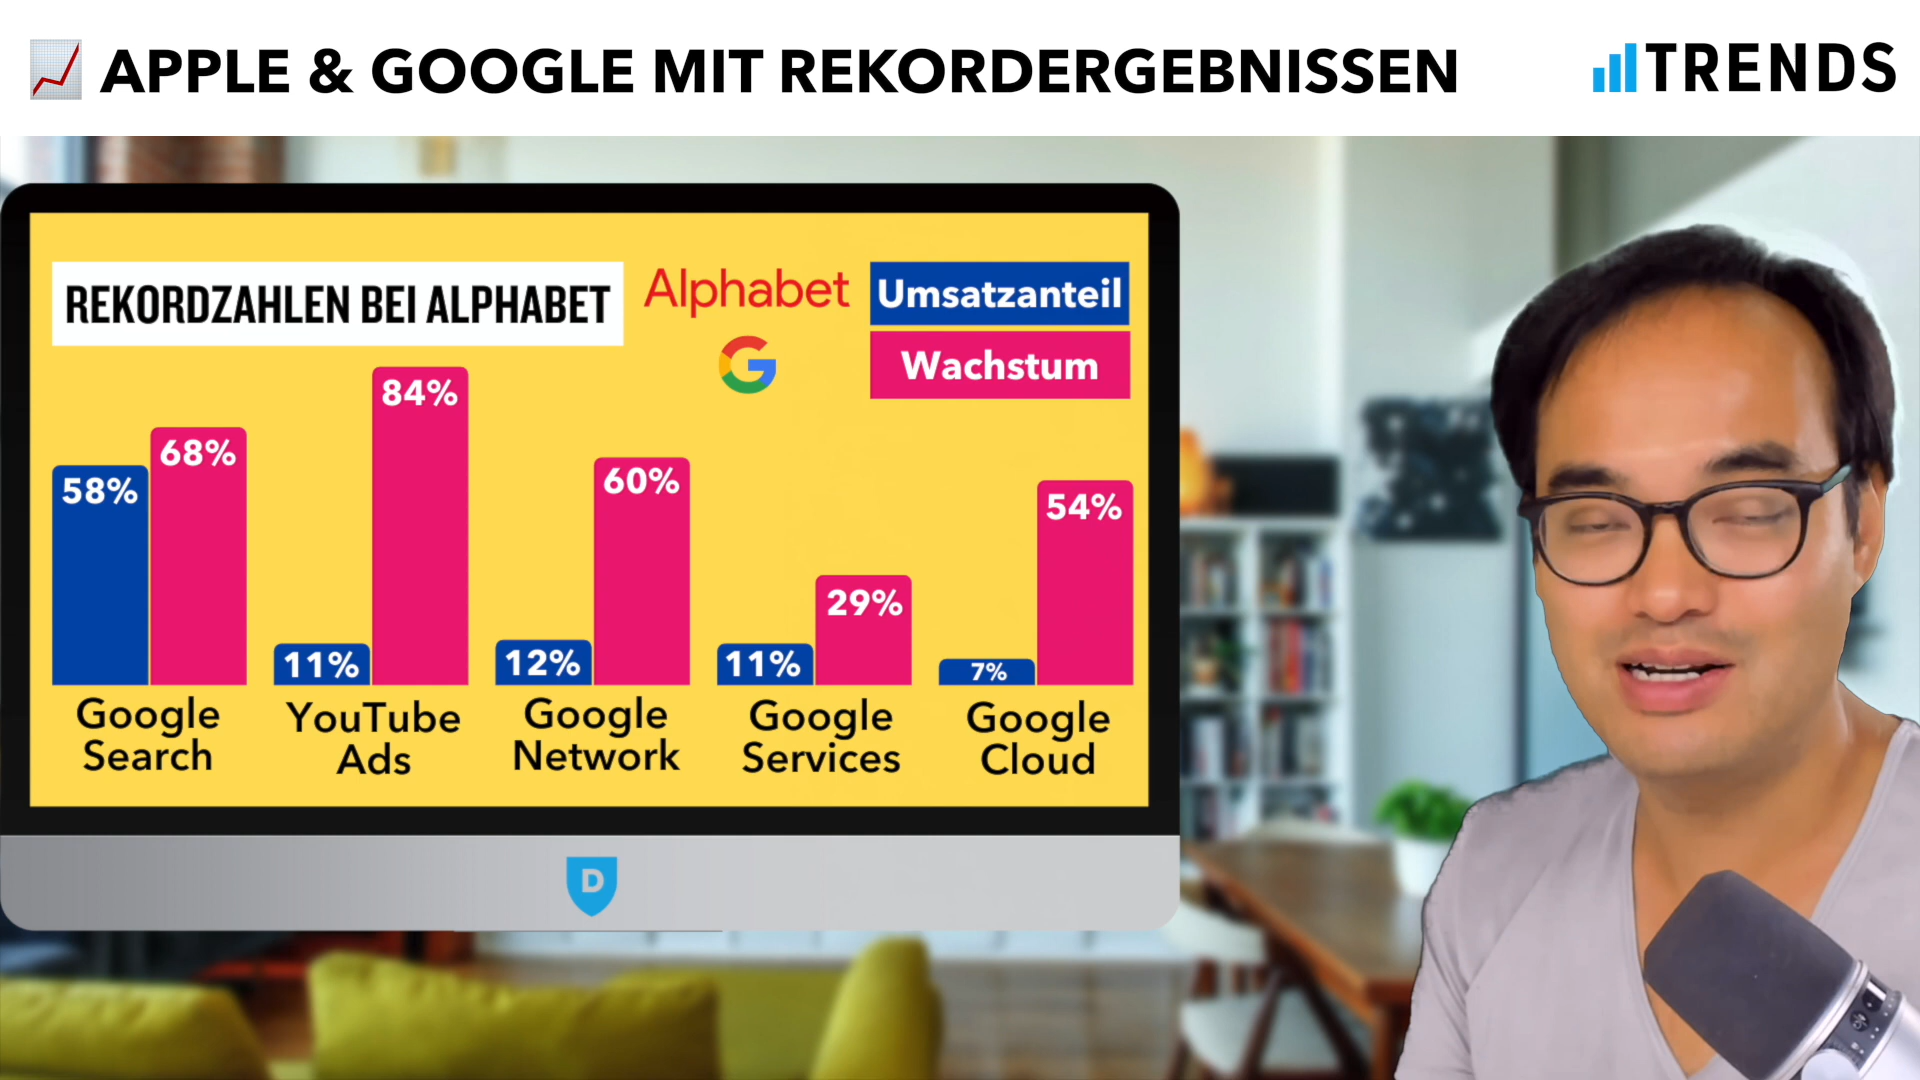 APPLE & GOOGLE MIT REKORDERGEBNISSEN
TRENDS
REKORDZAHLEN BEI ALPHABET
Alphabet
G
Umsatzanteil
Wachstum
58%
68%
11%
84%
12%
60%
11%
29%
7%
54%
Google
Search
YouTube
Ads
Google
Network
Google
Services
Google
Cloud
D